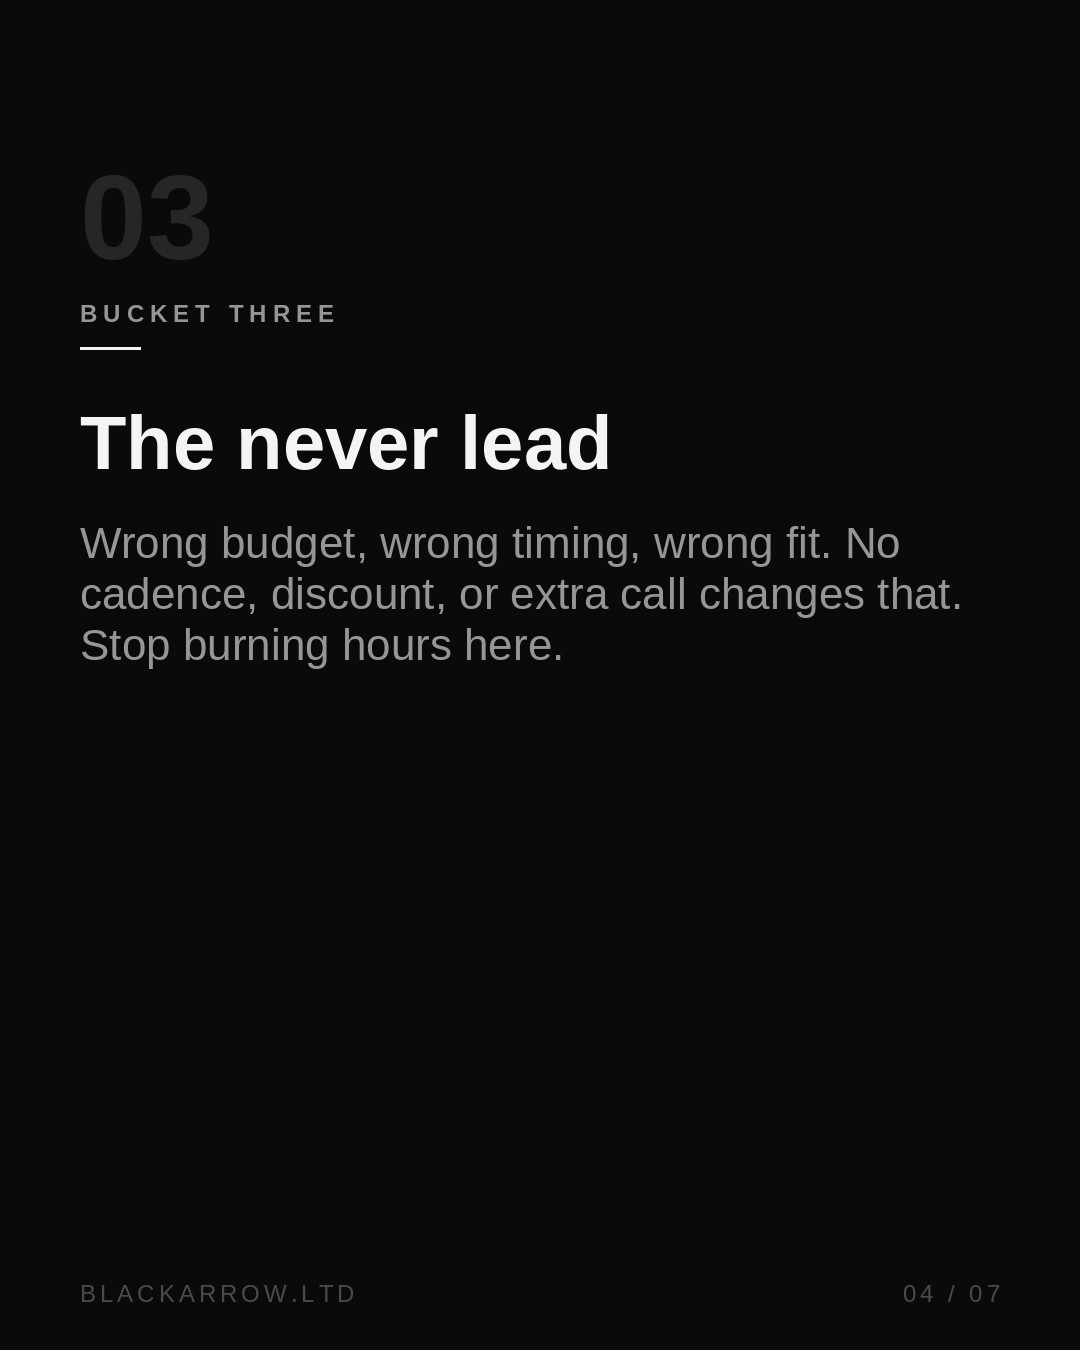 03
BUCKET THREE
The never lead
Wrong budget, wrong timing, wrong fit. No
cadence, discount, or extra call changes that.
Stop burning hours here.
BLACKARROW.LTD
04 / 07